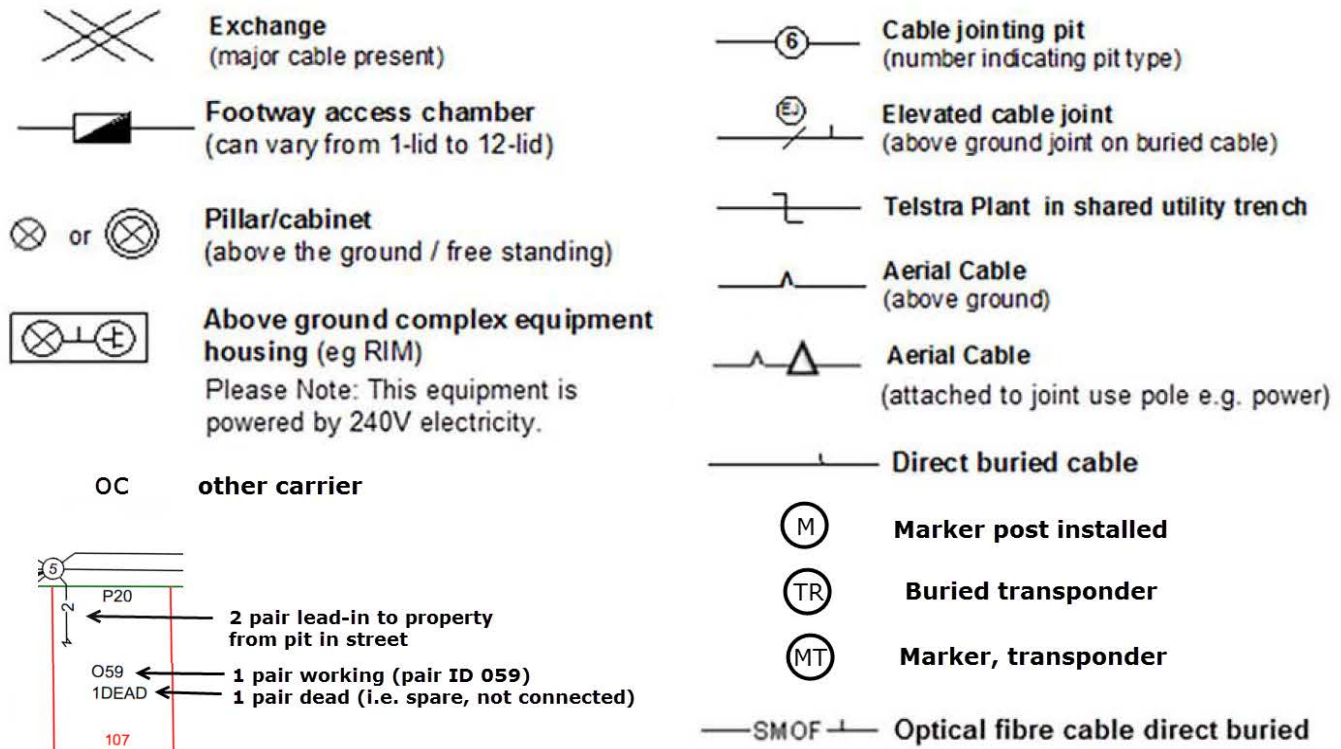 Exchange
(major cable present)
Footway access chamber
(can vary from 1-lid to 12-lid)
or
Pillar/cabinet
(above the ground / free standing)
Above ground complex equipment
housing (eg RIM)
Please Note: This equipment is
powered by 240V electricity.
OC
other carrier
5
P20
2
2 pair lead-in to property
from pit in street
O59
1 pair working (pair ID 059)
1DEAD
1 pair dead (i.e. spare, not connected)
107
6
Cable jointing pit
(number indicating pit type)
EJ
Elevated cable joint
(above ground joint on buried cable)
Telstra Plant in shared utility trench
Aerial Cable
(above ground)
Aerial Cable
(attached to joint use pole e.g. power)
Direct buried cable
M
Marker post installed
TR
Buried transponder
MT
Marker, transponder
SMOF
Optical fibre cable direct buried